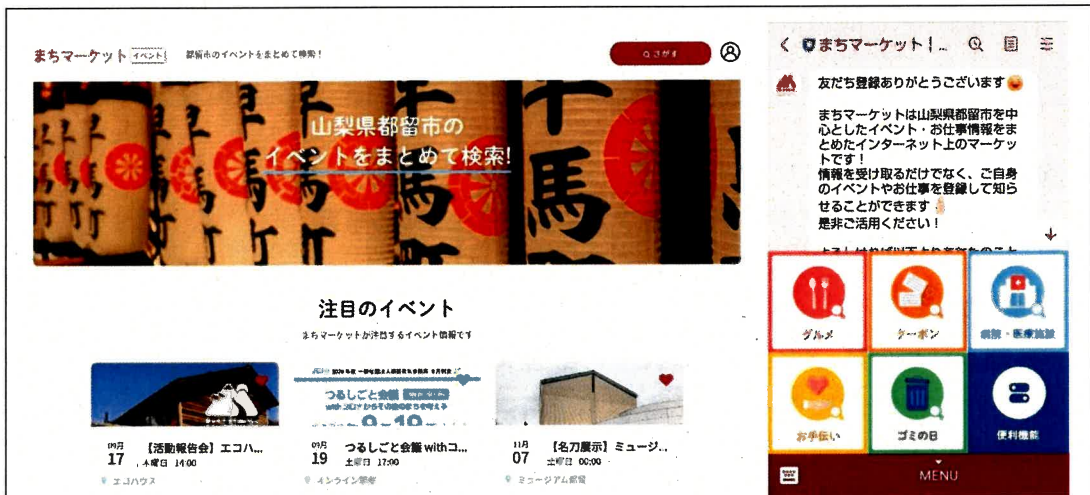 まちマーケット イベント
都留市のイベントをまとめて検索！
さがす
早馬町
山梨県都留市の
イベントをまとめて検索!
注目のイベント
まちマーケットが注目するイベント情報です
つるしごと会議
09月
17
【活動報告会】エコハ...
木曜日 14:00
エコハウス
09月
19
つるしごと会議 withコ...
土曜日 17:00
オンライン開催
11月
07
【名刀展示】ミュージ...
土曜日 00:00
ミュージアム都留
まちマーケット | ...
友だち登録ありがとうございます
まちマーケットは山梨県都留市を中
心としたイベント・お仕事情報をま
とめたインターネット上のマーケッ
トです！
情報を受け取るだけでなく、ご自身
のイベントやお仕事を登録して知ら
せることができます
是非ご活用ください！
グルメ
クーポン
病院・医療施設
お手伝い
ゴミの日
便利機能
MENU